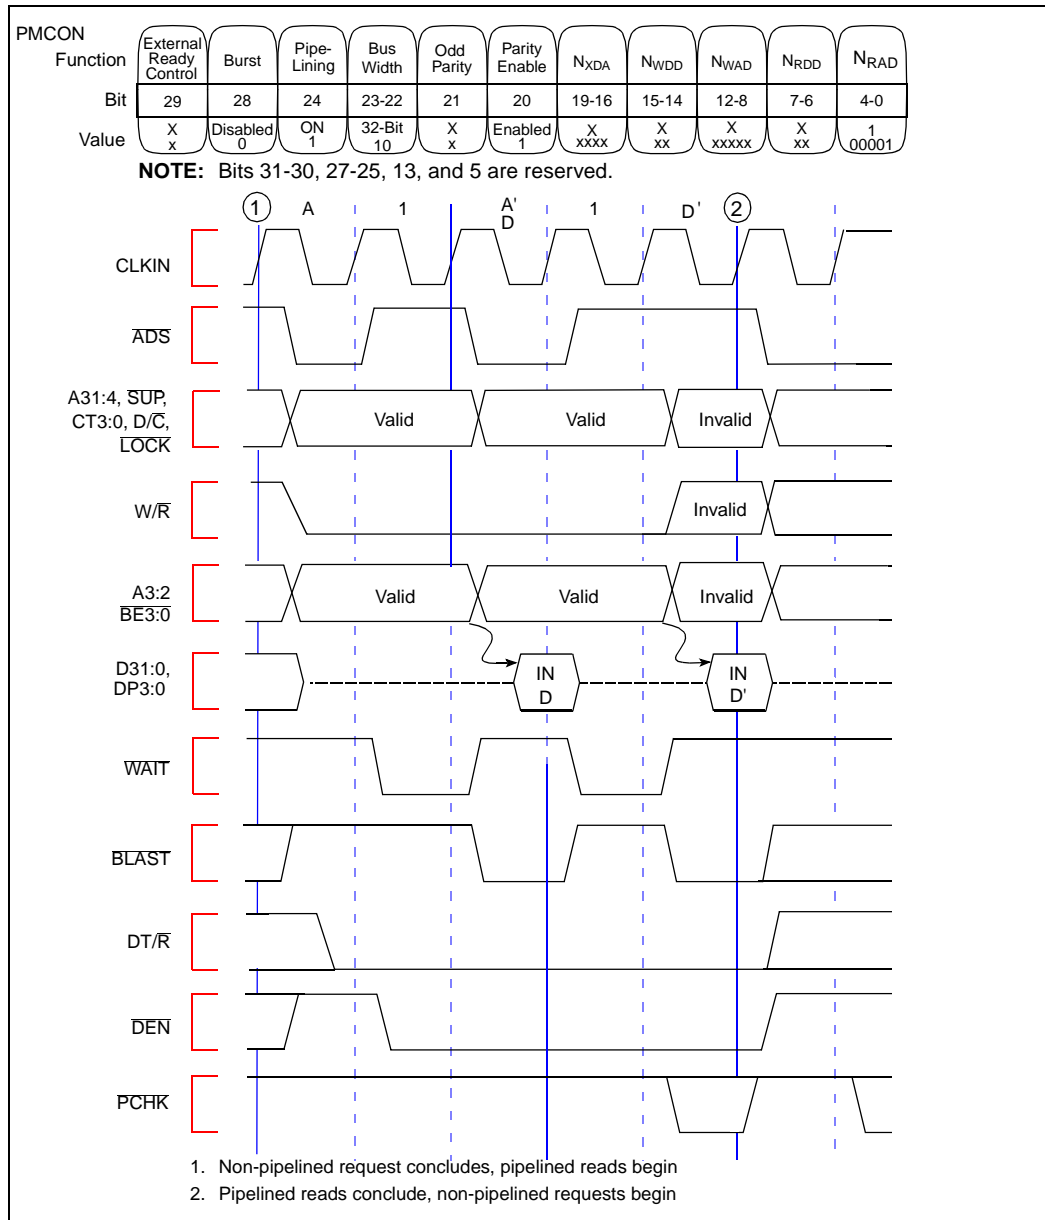 PMCON
Function External Ready Control Burst Pipe-Lining Bus Width Odd Parity Parity Enable NXDA NWDD NWAD NRDD NRAD
Bit 29 28 24 23-22 21 20 19-16 15-14 12-8 7-6 4-0
Value X x Disabled 0 ON 1 32-Bit 10 X x Enabled 1 X xxxx X xx X xxxxx X xx 1 00001
NOTE: Bits 31-30, 27-25, 13, and 5 are reserved.
1 A 1 A' D 1 D' 2
CLKIN
ADS
A31:4, SUP,
CT3:0, D/C,
LOCK
Valid Valid Invalid
W/R Invalid
A3:2
BE3:0
Valid Valid Invalid
D31:0,
DP3:0
IN D IN D'
WAIT
BLAST
DT/R
DEN
PCHK
1. Non-pipelined request concludes, pipelined reads begin
2. Pipelined reads conclude, non-pipelined requests begin